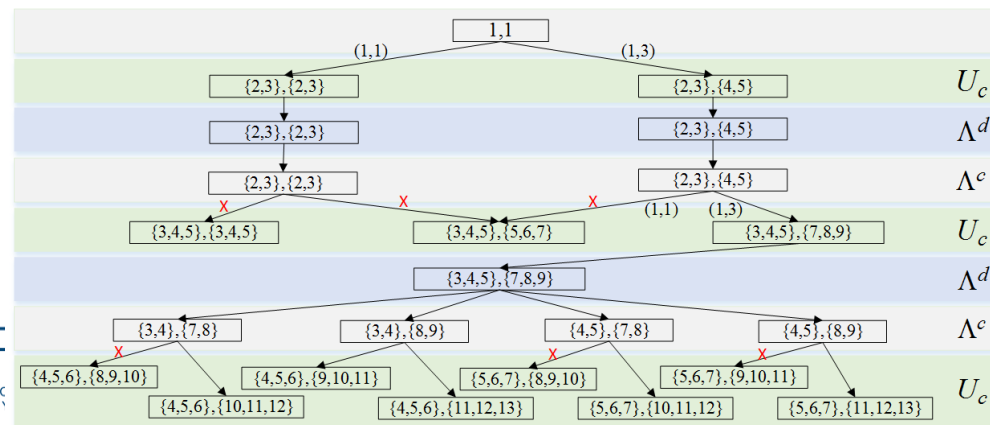 1,1
(1,1) (1,3)
{2,3},{2,3} {2,3},{4,5} U_c
{2,3},{2,3} {2,3},{4,5} Λ^d
{2,3},{2,3} {2,3},{4,5} Λ^c
X X X (1,1) (1,3)
{3,4,5},{3,4,5} {3,4,5},{5,6,7} {3,4,5},{7,8,9} U_c
{3,4,5},{7,8,9} Λ^d
{3,4},{7,8} {3,4},{8,9} {4,5},{7,8} {4,5},{8,9} Λ^c
X X X
{4,5,6},{8,9,10} {4,5,6},{9,10,11} {5,6,7},{8,9,10} {5,6,7},{9,10,11} U_c
{4,5,6},{10,11,12} {4,5,6},{11,12,13} {5,6,7},{10,11,12} {5,6,7},{11,12,13}